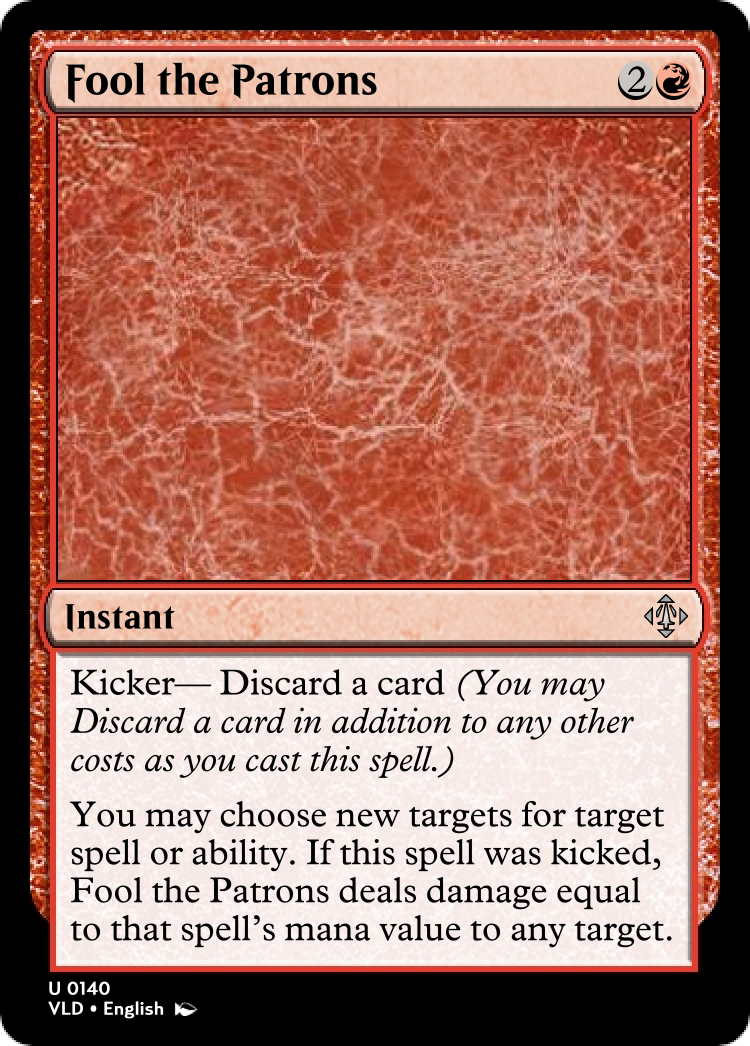 Fool the Patrons 2
Instant
Kicker— Discard a card (You may
Discard a card in addition to any other
costs as you cast this spell.)
You may choose new targets for target
spell or ability. If this spell was kicked,
Fool the Patrons deals damage equal
to that spell’s mana value to any target.
U 0140
VLD • English